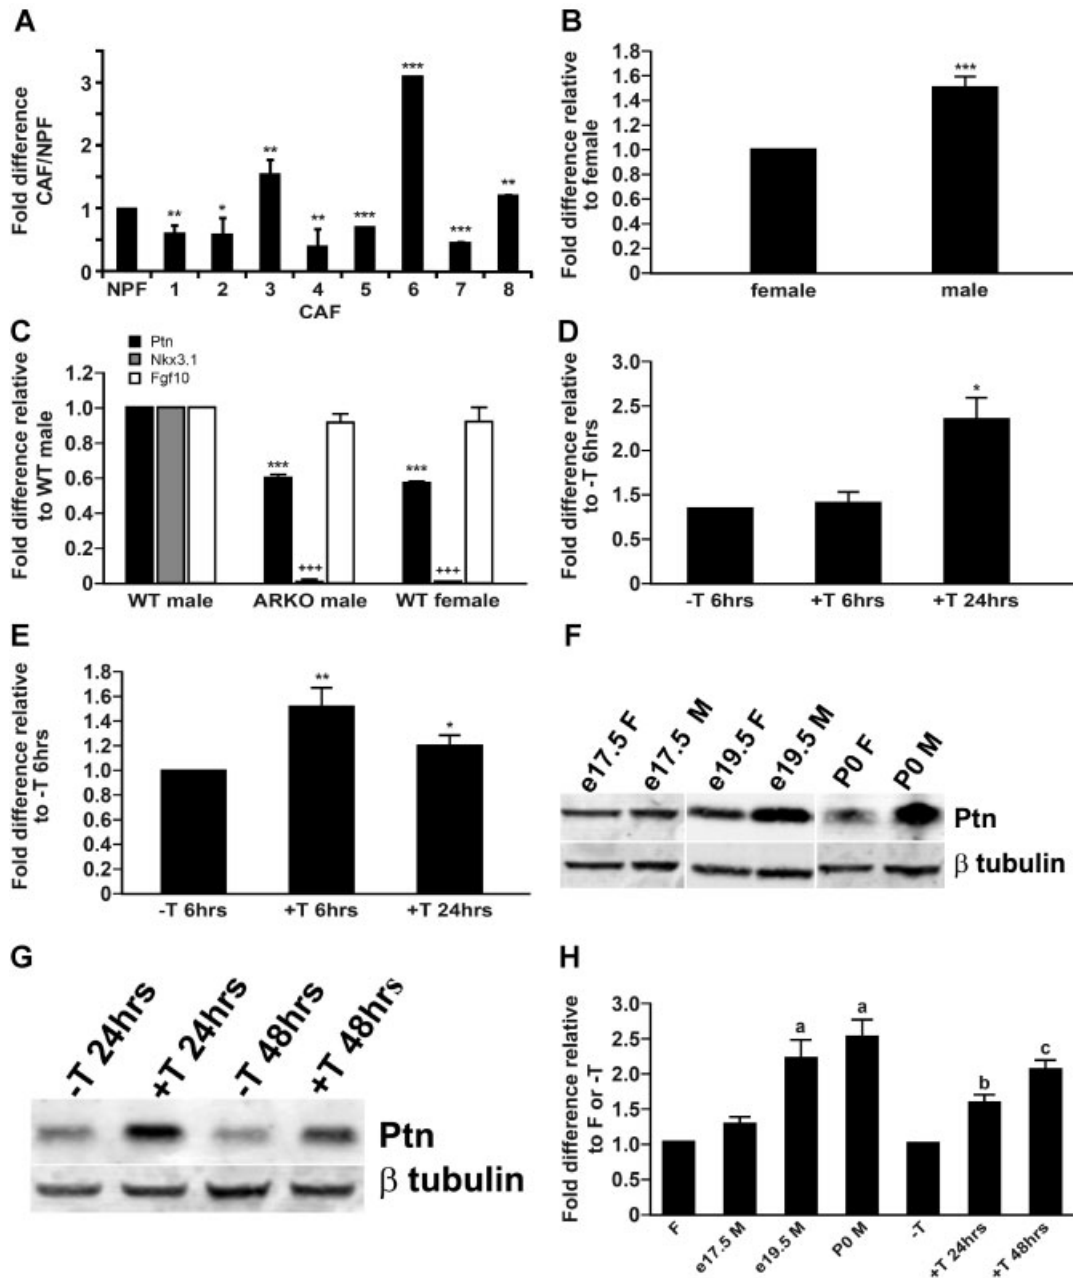 A
Fold difference
CAF/NPF
3
2
1
0
**
*
**
**
***
***
***
**
NPF 1 2 3 4 5 6 7 8
CAF
B
Fold difference relative
to female
1.8
1.6
1.4
1.2
1.0
0.8
0.6
0.4
0.2
0
***
female male
C
Ptn
Nkx3.1
Fgf10
Fold difference relative
to WT male
1.2
1.0
0.8
0.6
0.4
0.2
0
***
+++
***
+++
WT male ARKO male WT female
D
Fold difference relative
to -T 6hrs
3.0
2.5
2.0
1.5
0.5
0
*
-T 6hrs +T 6hrs +T 24hrs
E
Fold difference relative
to -T 6hrs
1.8
1.6
1.4
1.2
1.0
0.8
0.6
0.4
0.2
0
**
*
-T 6hrs +T 6hrs +T 24hrs
F
e17.5 F e17.5 M e19.5 F e19.5 M P0 F P0 M
Ptn
β tubulin
G
-T 24hrs +T 24hrs -T 48hrs +T 48hrs
Ptn
β tubulin
H
Fold difference relative
to F or -T
3.0
2.5
2.0
1.5
1.0
0.5
0
a
a
b
c
F e17.5 M e19.5 M P0 M -T +T 24hrs +T 48hrs